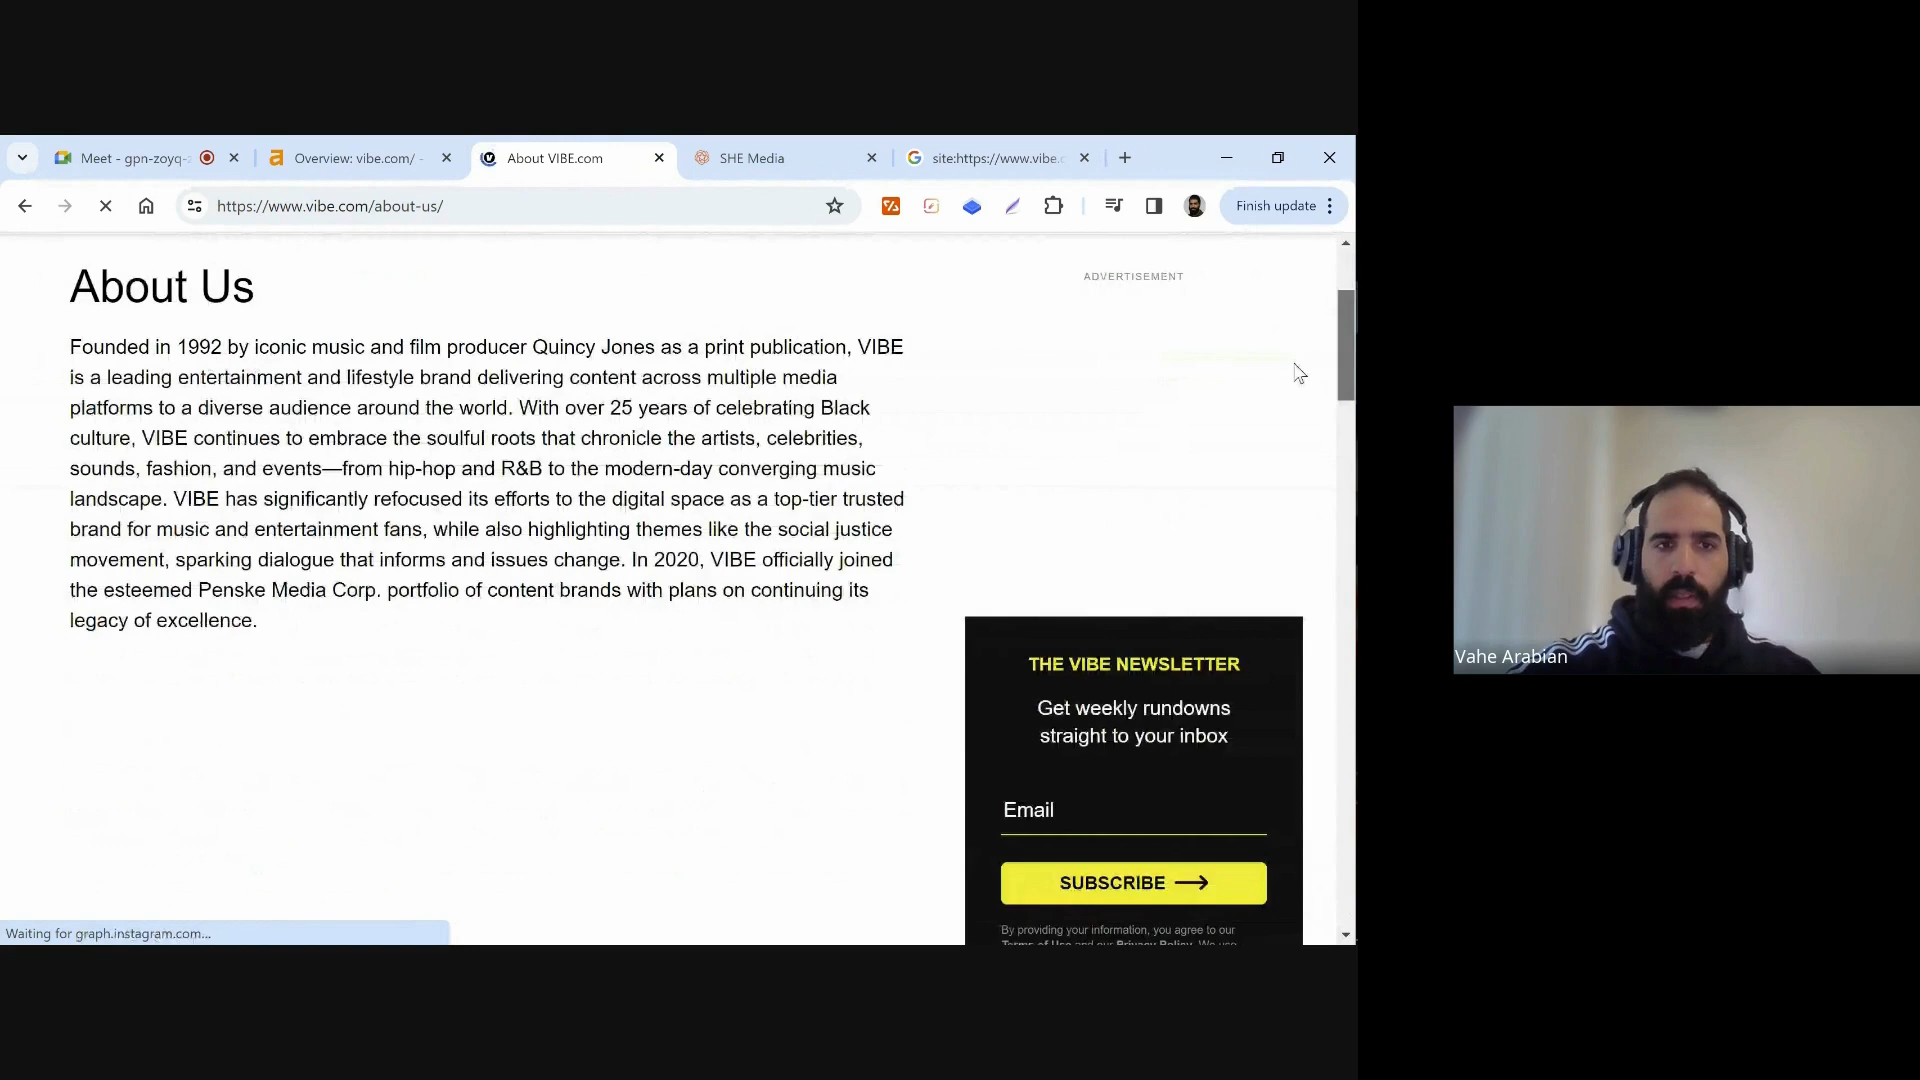 Meet - gpn-zoyq-
Overview: vibe.com/ -
About VIBE.com
SHE Media
site:https://www.vibe.c
https://www.vibe.com/about-us/
Finish update
About Us
ADVERTISEMENT
Founded in 1992 by iconic music and film producer Quincy Jones as a print publication, VIBE
is a leading entertainment and lifestyle brand delivering content across multiple media
platforms to a diverse audience around the world. With over 25 years of celebrating Black
culture, VIBE continues to embrace the soulful roots that chronicle the artists, celebrities,
sounds, fashion, and events—from hip-hop and R&B to the modern-day converging music
landscape. VIBE has significantly refocused its efforts to the digital space as a top-tier trusted
brand for music and entertainment fans, while also highlighting themes like the social justice
movement, sparking dialogue that informs and issues change. In 2020, VIBE officially joined
the esteemed Penske Media Corp. portfolio of content brands with plans on continuing its
legacy of excellence.
THE VIBE NEWSLETTER
Get weekly rundowns
straight to your inbox
Email
SUBSCRIBE
By providing your information, you agree to our
Terms of Use and our Privacy Policy. We use
Waiting for graph.instagram.com...
Vahe Arabian